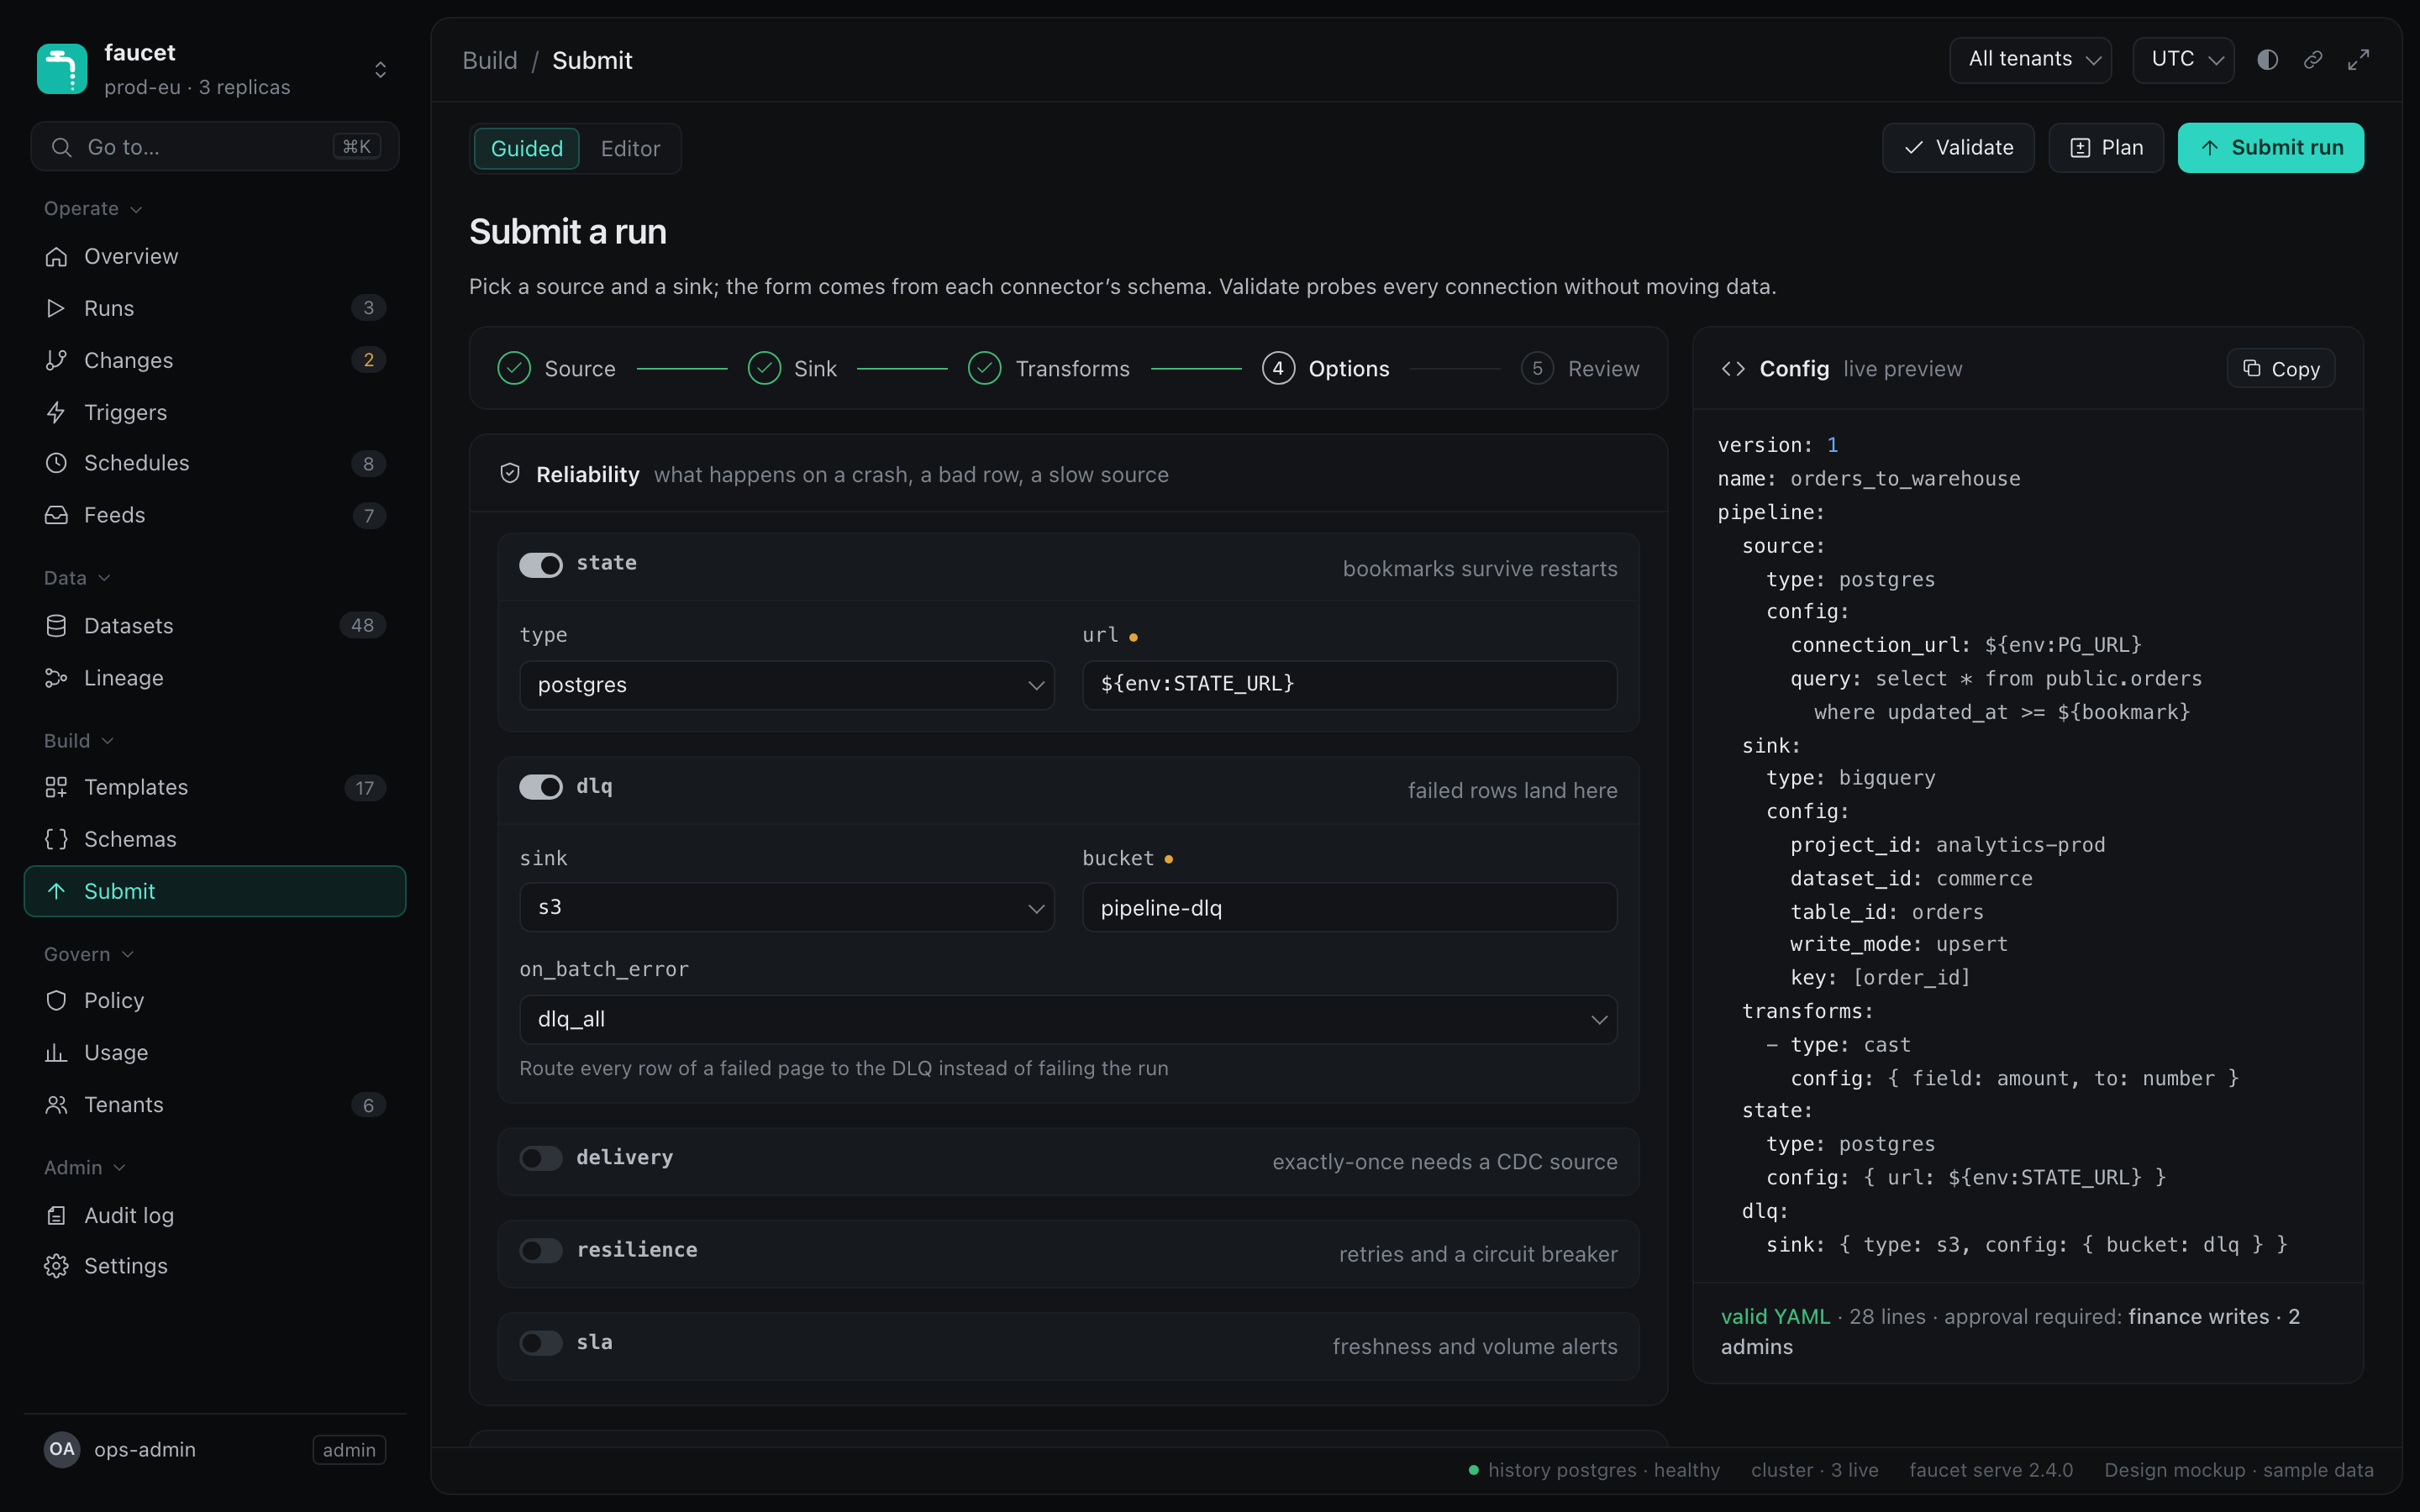 faucet
prod-eu · 3 replicas
Go to...
⌘K
Operate
Overview
Runs 3
Changes 2
Triggers
Schedules 8
Feeds 7
Data
Datasets 48
Lineage
Build
Templates 17
Schemas
Submit
Govern
Policy
Usage
Tenants 6
Admin
Audit log
Settings
OA ops-admin admin
Build / Submit
All tenants
UTC
Guided Editor
Validate
Plan
Submit run
Submit a run
Pick a source and a sink; the form comes from each connector’s schema. Validate probes every connection without moving data.
Source Sink Transforms 4 Options 5 Review
Reliability what happens on a crash, a bad row, a slow source
state bookmarks survive restarts
type url
postgres ${env:STATE_URL}
dlq failed rows land here
sink bucket
s3 pipeline-dlq
on_batch_error
dlq_all
Route every row of a failed page to the DLQ instead of failing the run
delivery exactly-once needs a CDC source
resilience retries and a circuit breaker
sla freshness and volume alerts
Config live preview Copy
version: 1
name: orders_to_warehouse
pipeline:
source:
type: postgres
config:
connection_url: ${env:PG_URL}
query: select * from public.orders
where updated_at >= ${bookmark}
sink:
type: bigquery
config:
project_id: analytics-prod
dataset_id: commerce
table_id: orders
write_mode: upsert
key: [order_id]
transforms:
- type: cast
config: { field: amount, to: number }
state:
type: postgres
config: { url: ${env:STATE_URL} }
dlq:
sink: { type: s3, config: { bucket: dlq } }
valid YAML · 28 lines · approval required: finance writes · 2
admins
history postgres · healthy cluster · 3 live faucet serve 2.4.0 Design mockup · sample data